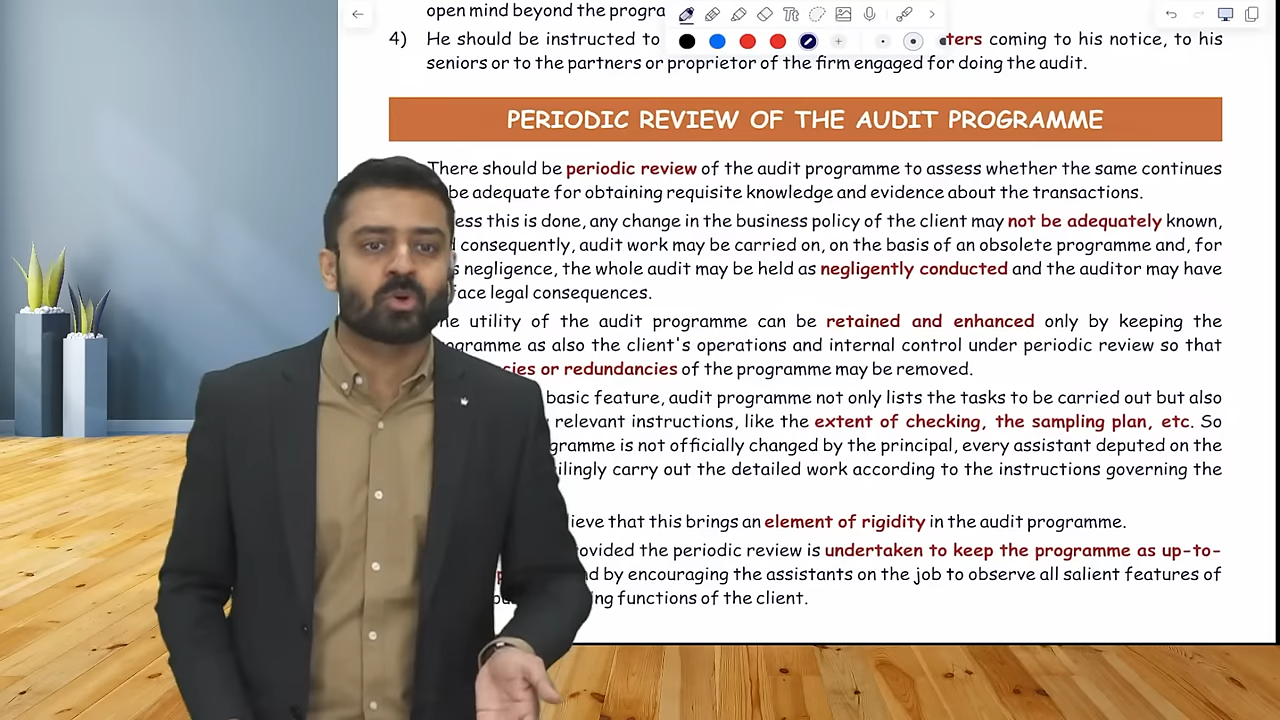 open mind beyond the progra
4) He should be instructed to ters coming to his notice, to his
seniors or to the partners or proprietor of the firm engaged for doing the audit.
PERIODIC REVIEW OF THE AUDIT PROGRAMME
There should be periodic review of the audit programme to assess whether the same continues
be adequate for obtaining requisite knowledge and evidence about the transactions.
ess this is done, any change in the business policy of the client may not be adequately known,
consequently, audit work may be carried on, on the basis of an obsolete programme and, for
negligence, the whole audit may be held as negligently conducted and the auditor may have
face legal consequences.
he utility of the audit programme can be retained and enhanced only by keeping the
ogramme as also the client's operations and internal control under periodic review so that
cies or redundancies of the programme may be removed.
basic feature, audit programme not only lists the tasks to be carried out but also
relevant instructions, like the extent of checking, the sampling plan, etc. So
gramme is not officially changed by the principal, every assistant deputed on the
ilingly carry out the detailed work according to the instructions governing the
lieve that this brings an element of rigidity in the audit programme.
ovided the periodic review is undertaken to keep the programme as up-to-
nd by encouraging the assistants on the job to observe all salient features of
ng functions of the client.